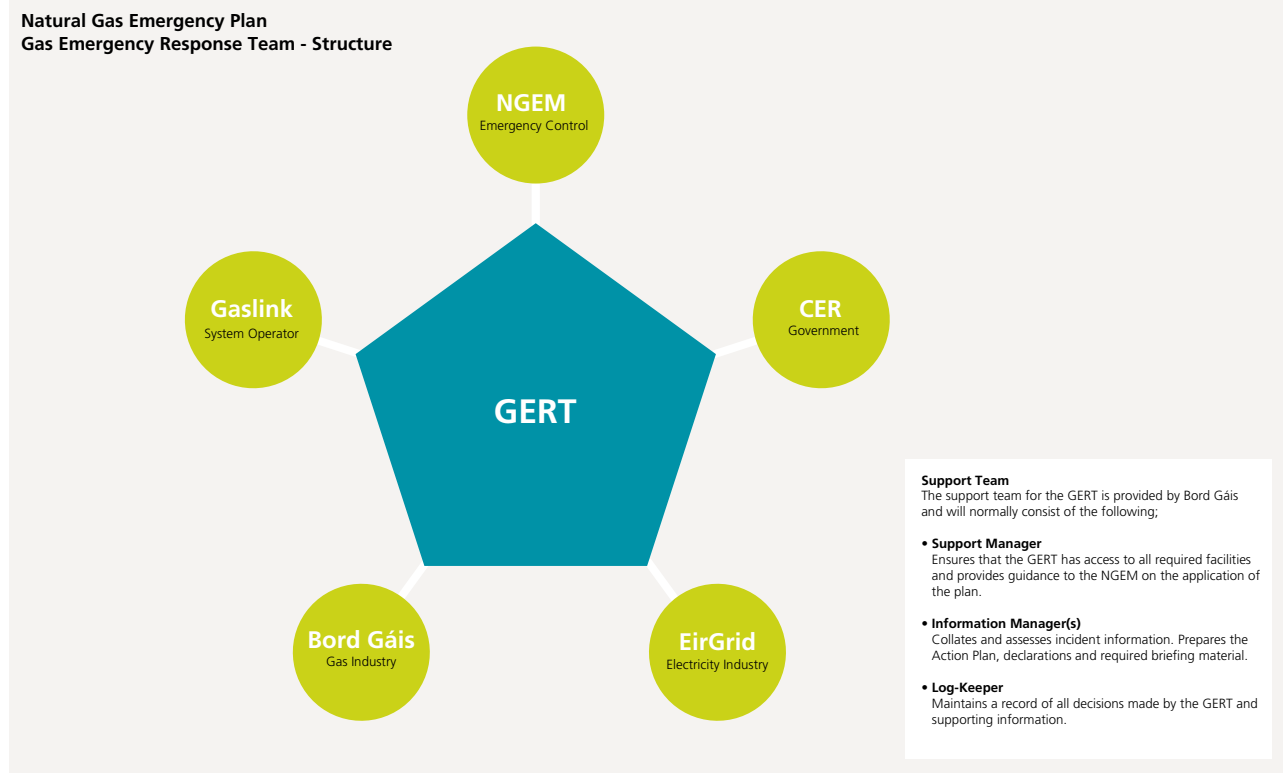 Natural Gas Emergency Plan
Gas Emergency Response Team - Structure
NGEM
Emergency Control
Gaslink
System Operator
CER
Government
GERT
Bord Gáis
Gas Industry
EirGrid
Electricity Industry
Support Team
The support team for the GERT is provided by Bord Gáis
and will normally consist of the following;
• Support Manager
Ensures that the GERT has access to all required facilities
and provides guidance to the NGEM on the application of
the plan.
• Information Manager(s)
Collates and assesses incident information. Prepares the
Action Plan, declarations and required briefing material.
• Log-Keeper
Maintains a record of all decisions made by the GERT and
supporting information.